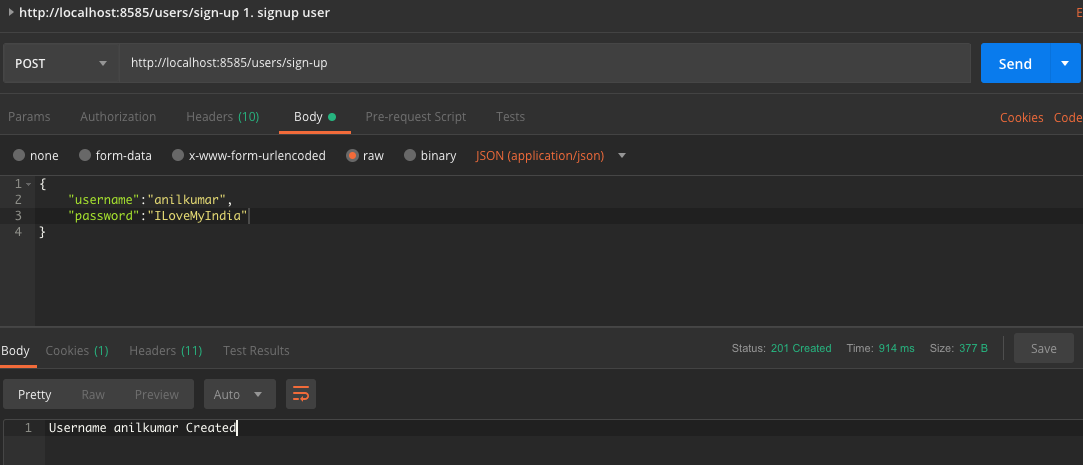 http://localhost:8585/users/sign-up 1. signup user
POST http://localhost:8585/users/sign-up Send
Params Authorization Headers (10) Body Pre-request Script Tests Cookies Code
none form-data x-www-form-urlencoded raw binary JSON (application/json)
1 {
2 "username":"anilkumar",
3 "password":"ILoveMyIndia"
4 }
Body Cookies (1) Headers (11) Test Results Status: 201 Created Time: 914 ms Size: 377 B Save
Pretty Raw Preview Auto
1 Username anilkumar Created